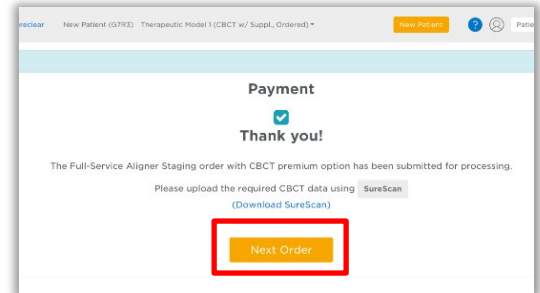 reclear New Patient (G7R3) Therapeutic Model 1 (CBCT w/ Suppl., Ordered) New Patient ? Patie
Payment
Thank you!
The Full-Service Aligner Staging order with CBCT premium option has been submitted for processing.
Please upload the required CBCT data using SureScan
(Download SureScan)
Next Order